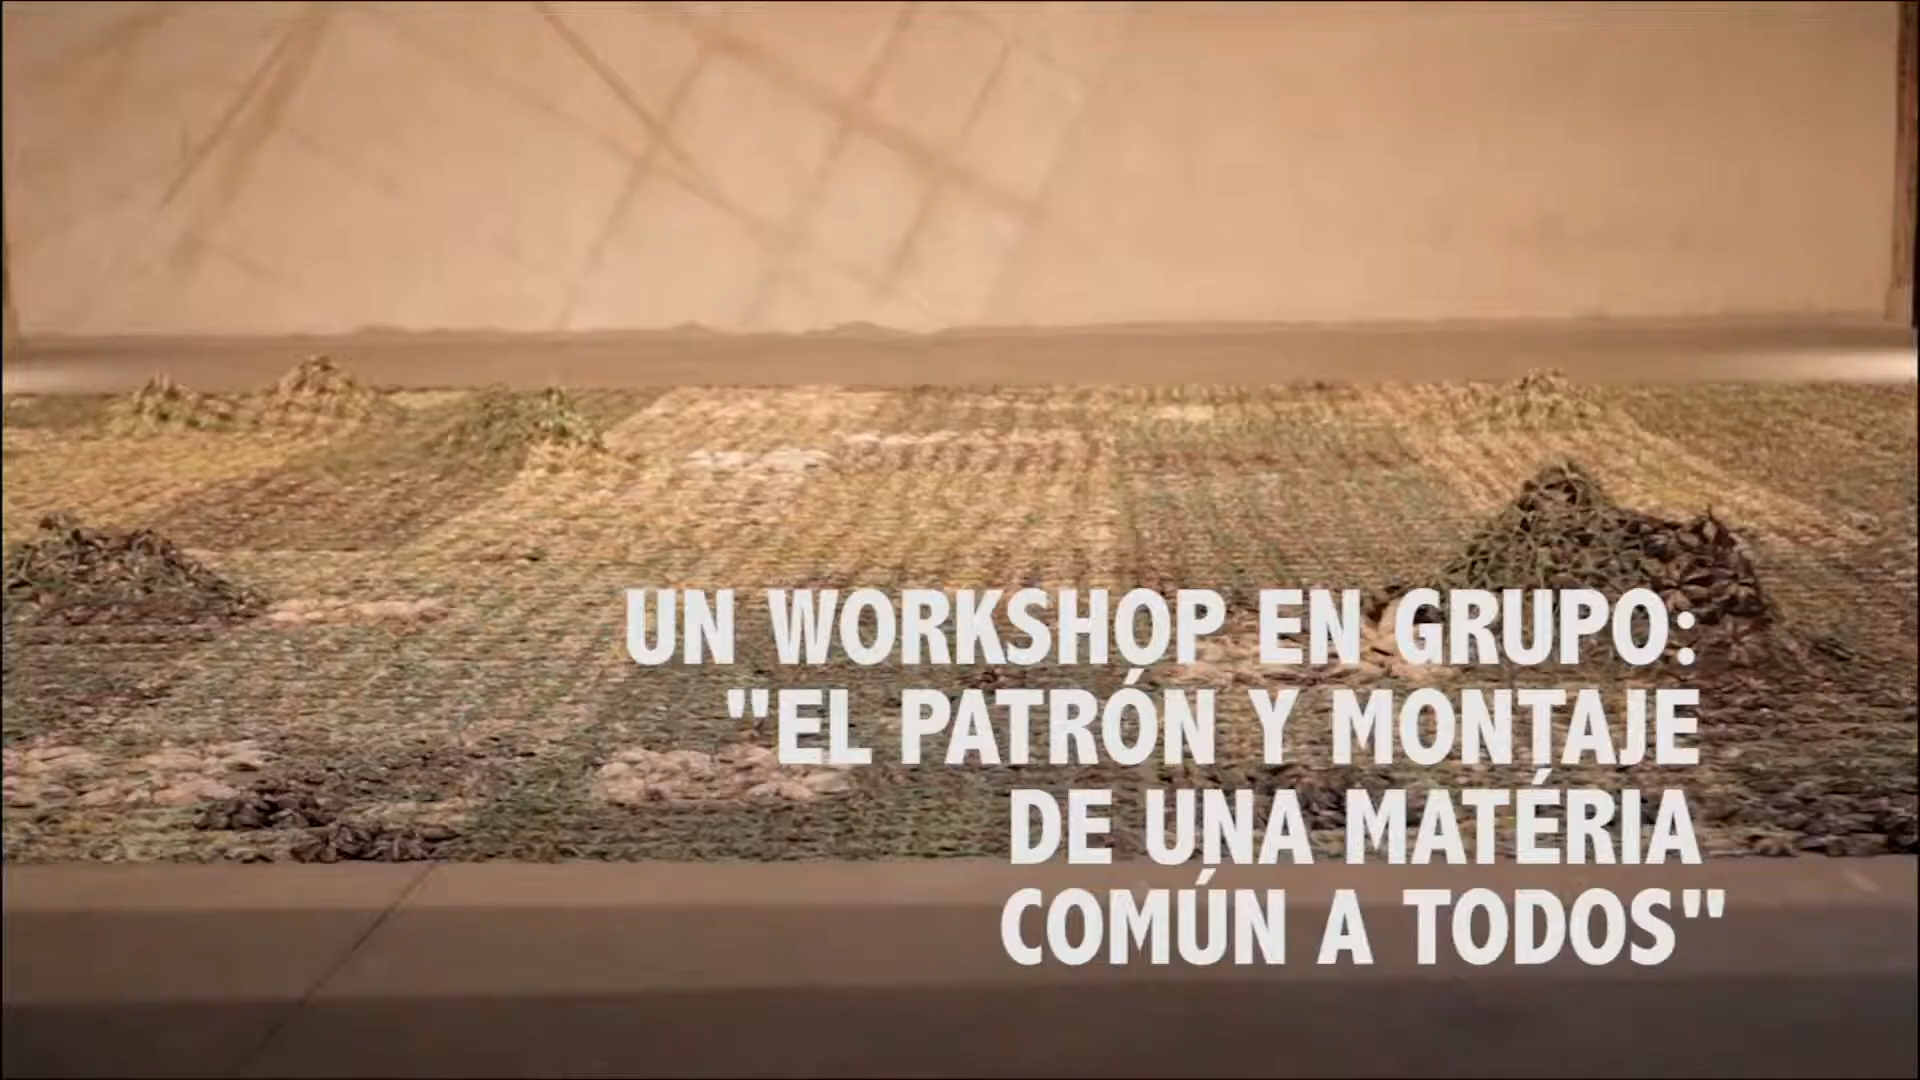 UN WORKSHOP EN GRUPO:
"EL PATRÓN Y MONTAJE
DE UNA MATÉRIA
COMÚN A TODOS"